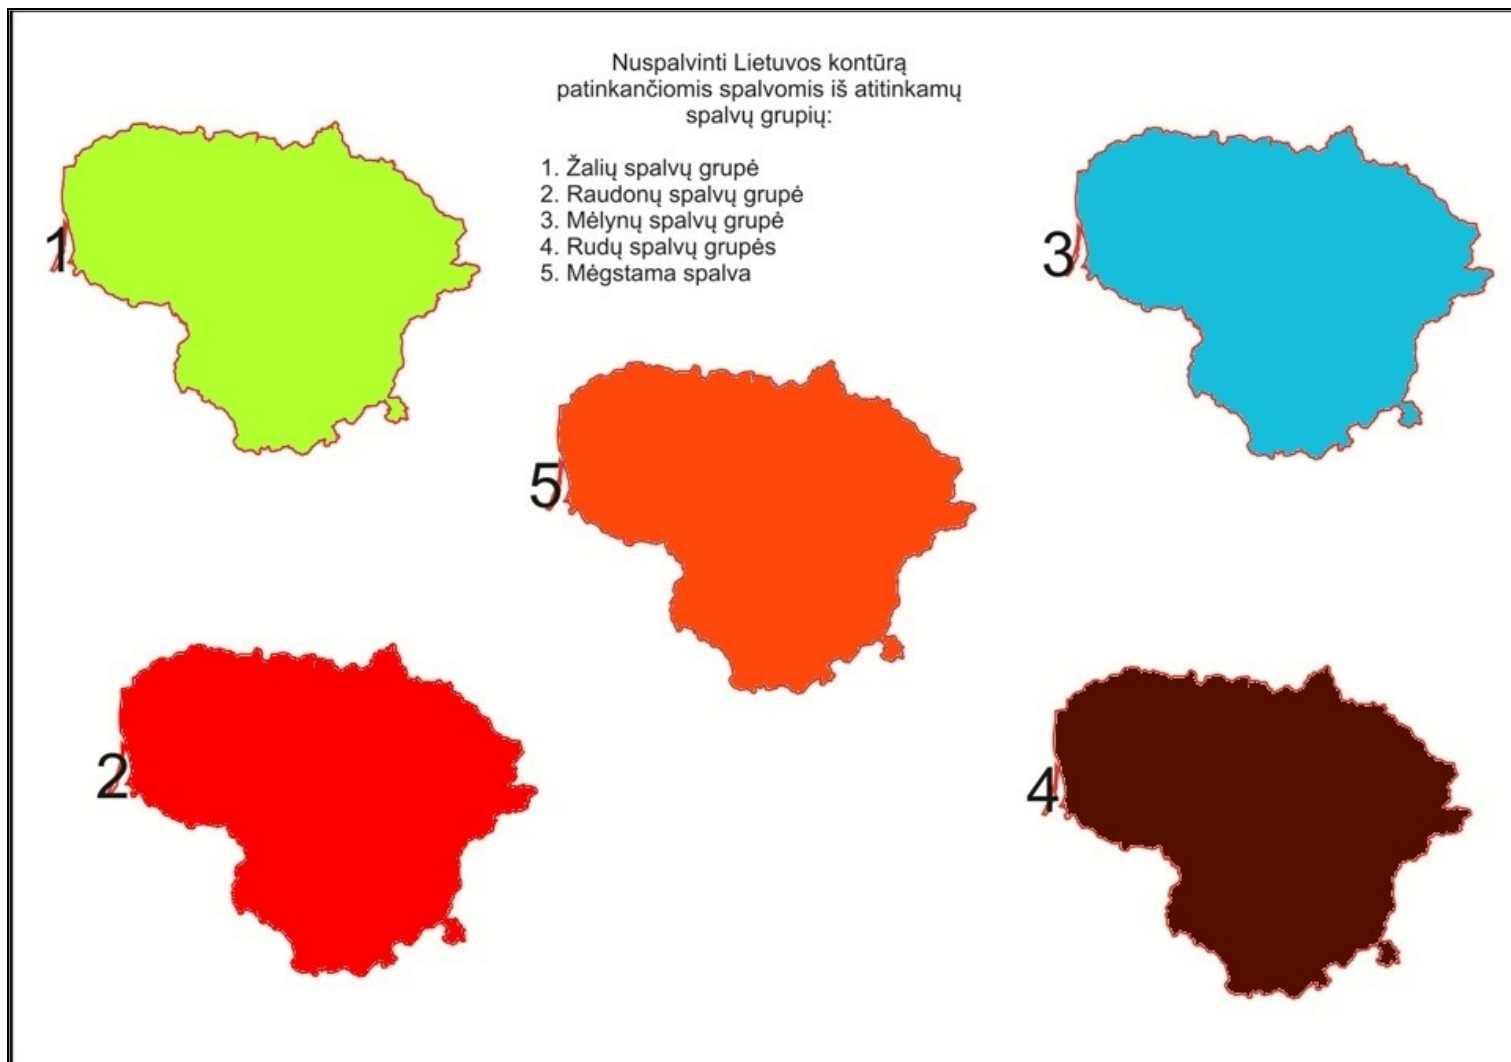 Nuspalvinti Lietuvos kontūrą
patinkančiomis spalvomis iš atitinkamų
spalvų grupių:
1. Žalių spalvų grupė
2. Raudonų spalvų grupė
3. Mėlynų spalvų grupė
4. Rudų spalvų grupės
5. Mėgstama spalva
1
3
5
2
4